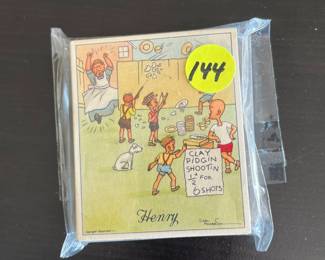 144
CLAY
PIDGIN
SHOOTIN
1¢ FOR
2
6 SHOTS
Henry